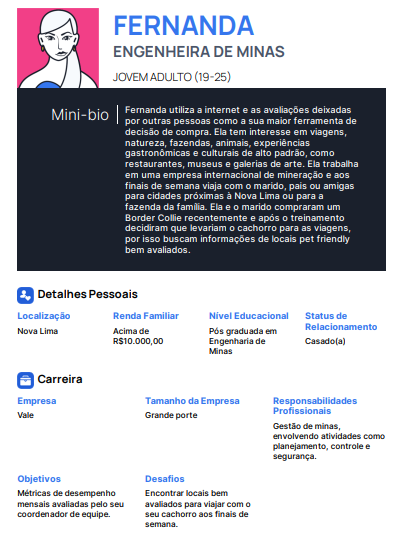 FERNANDA
ENGENHEIRA DE MINAS
JOVEM ADULTO (19-25)
Mini-bio
Fernanda utiliza a internet e as avaliações deixadas
por outras pessoas como a sua maior ferramenta de
decisão de compra. Ela tem interesse em viagens,
natureza, fazendas, animais, experiências
gastronômicas e culturais de alto padrão, como
restaurantes, museus e galerias de arte. Ela trabalha
em uma empresa internacional de mineração e aos
finais de semana viaja com o marido, pais ou amigas
para cidades próximas à Nova Lima ou para a
fazenda da família. Ela e o marido compraram um
Border Collie recentemente e após o treinamento
decidiram que levariam o cachorro para as viagens,
por isso buscam informações de locais pet friendly
bem avaliados.
Detalhes Pessoais
Localização
Nova Lima
Renda Familiar
Acima de
R$10.000,00
Nível Educacional
Pós graduada em
Engenharia de
Minas
Status de
Relacionamento
Casado(a)
Carreira
Empresa
Vale
Tamanho da Empresa
Grande porte
Responsabilidades
Profissionais
Gestão de minas,
envolvendo atividades como
planejamento, controle e
segurança.
Objetivos
Métricas de desempenho
mensais avaliadas pelo seu
coordenador de equipe.
Desafios
Encontrar locais bem
avaliados para viajar com o
seu cachorro aos finais de
semana.